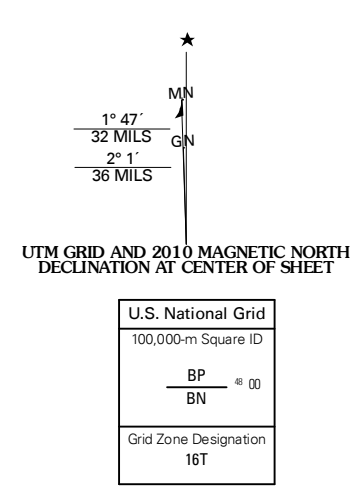 ★
MN
1° 47´
32 MILS
GN
2° 1´
36 MILS
UTM GRID AND 2010 MAGNETIC NORTH
DECLINATION AT CENTER OF SHEET
U.S. National Grid
100,000-m Square ID
BP
48 00
BN
Grid Zone Designation
16T